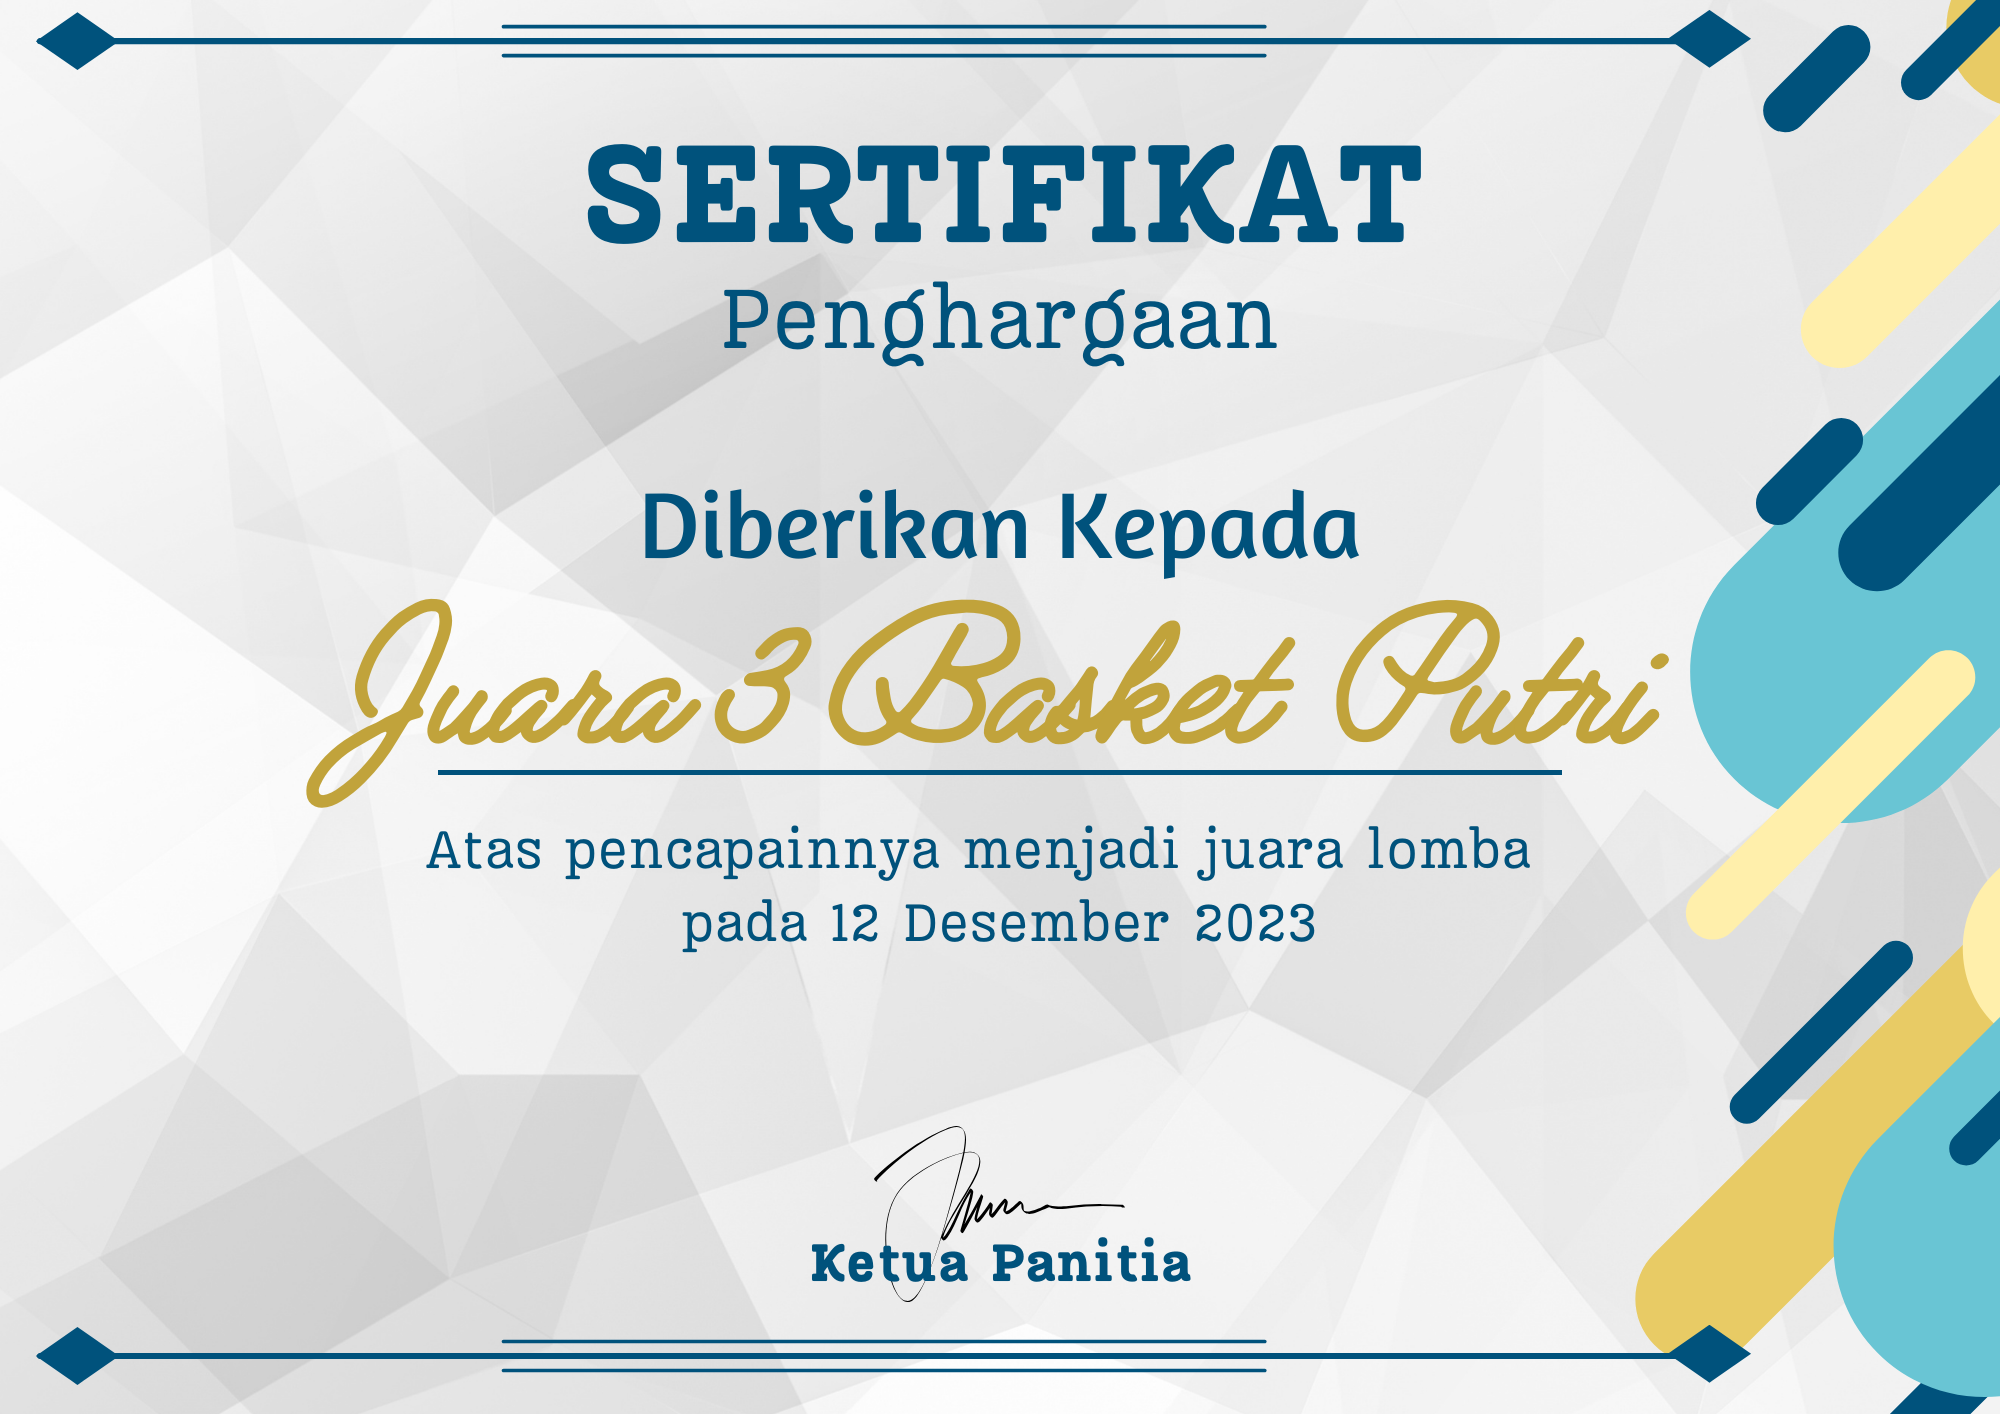 SERTIFIKAT
Penghargaan
Diberikan Kepada
Juara 3 Basket Putri
Atas pencapainnya menjadi juara lomba
pada 12 Desember 2023
Ketua Panitia